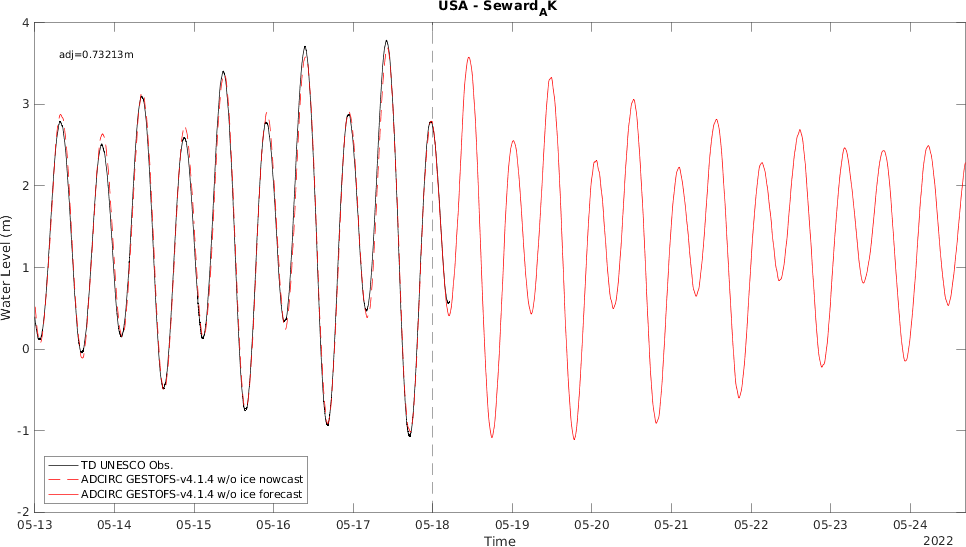 USA - Seward_AK
adj=0.73213m
Water Level (m)
4
3
2
1
0
-1
-2
TD UNESCO Obs.
ADCIRC GESTOFS-v4.1.4 w/o ice nowcast
ADCIRC GESTOFS-v4.1.4 w/o ice forecast
05-13 05-14 05-15 05-16 05-17 05-18 05-19 05-20 05-21 05-22 05-23 05-24
Time
2022